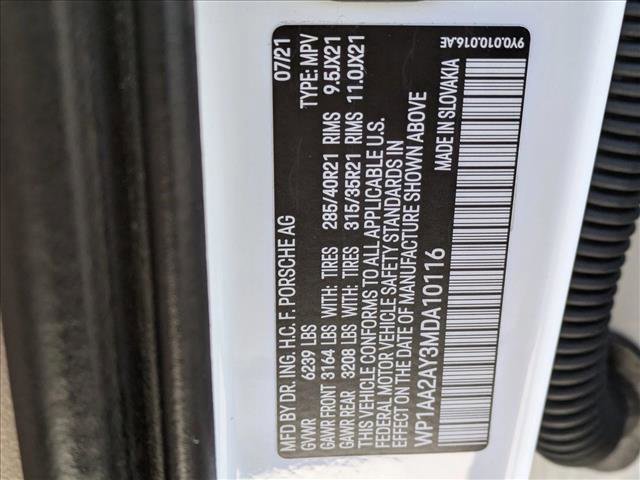 MFD BY DR. ING. H.C. F. PORSCHE AG 07/21
GVWR 6239 LBS TYPE: MPV
GAWR FRONT 3164 LBS WITH: TIRES 285/40R21 RIMS 9.5JX21
GAWR REAR 3208 LBS WITH: TIRES 315/35R21 RIMS 11.0JX21
THIS VEHICLE CONFORMS TO ALL APPLICABLE U.S.
FEDERAL MOTOR VEHICLE SAFETY STANDARDS IN
EFFECT ON THE DATE OF MANUFACTURE SHOWN ABOVE
WP1AA2AY3MDA10116 MADE IN SLOVAKIA
9Y0.010.016.AE